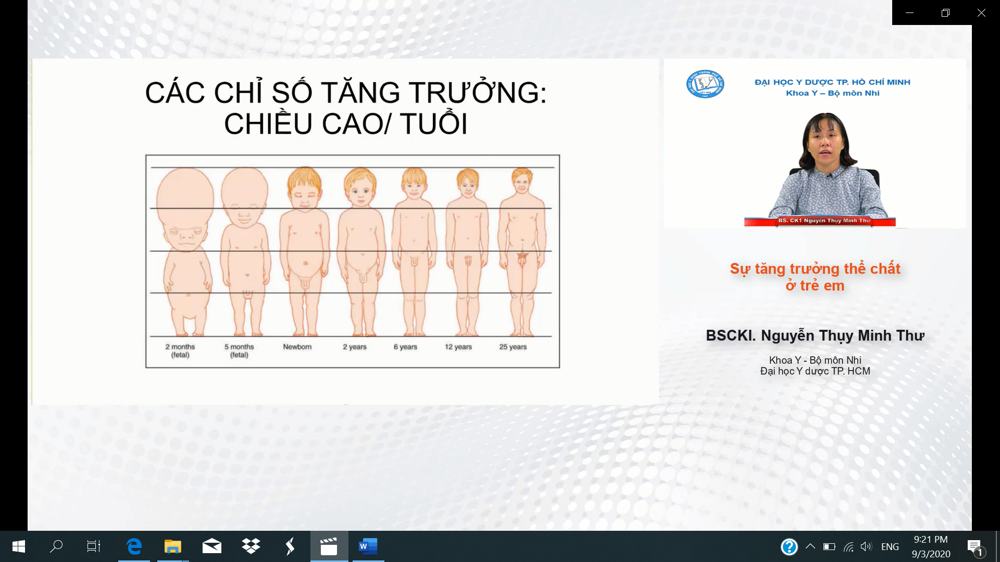 CÁC CHỈ SỐ TĂNG TRƯỞNG:
CHIỀU CAO/ TUỔI
2 months
(fetal)
5 months
(fetal)
Newborn
2 years
6 years
12 years
25 years
ĐẠI HỌC Y DƯỢC TP. HỒ CHÍ MINH
Khoa Y – Bộ môn Nhi
BS. CK1 Nguyễn Thụy Minh Thư
Sự tăng trưởng thể chất
ở trẻ em
BSCKI. Nguyễn Thụy Minh Thư
Khoa Y - Bộ môn Nhi
Đại học Y dược TP. HCM
ENG
9:21 PM
9/3/2020
1